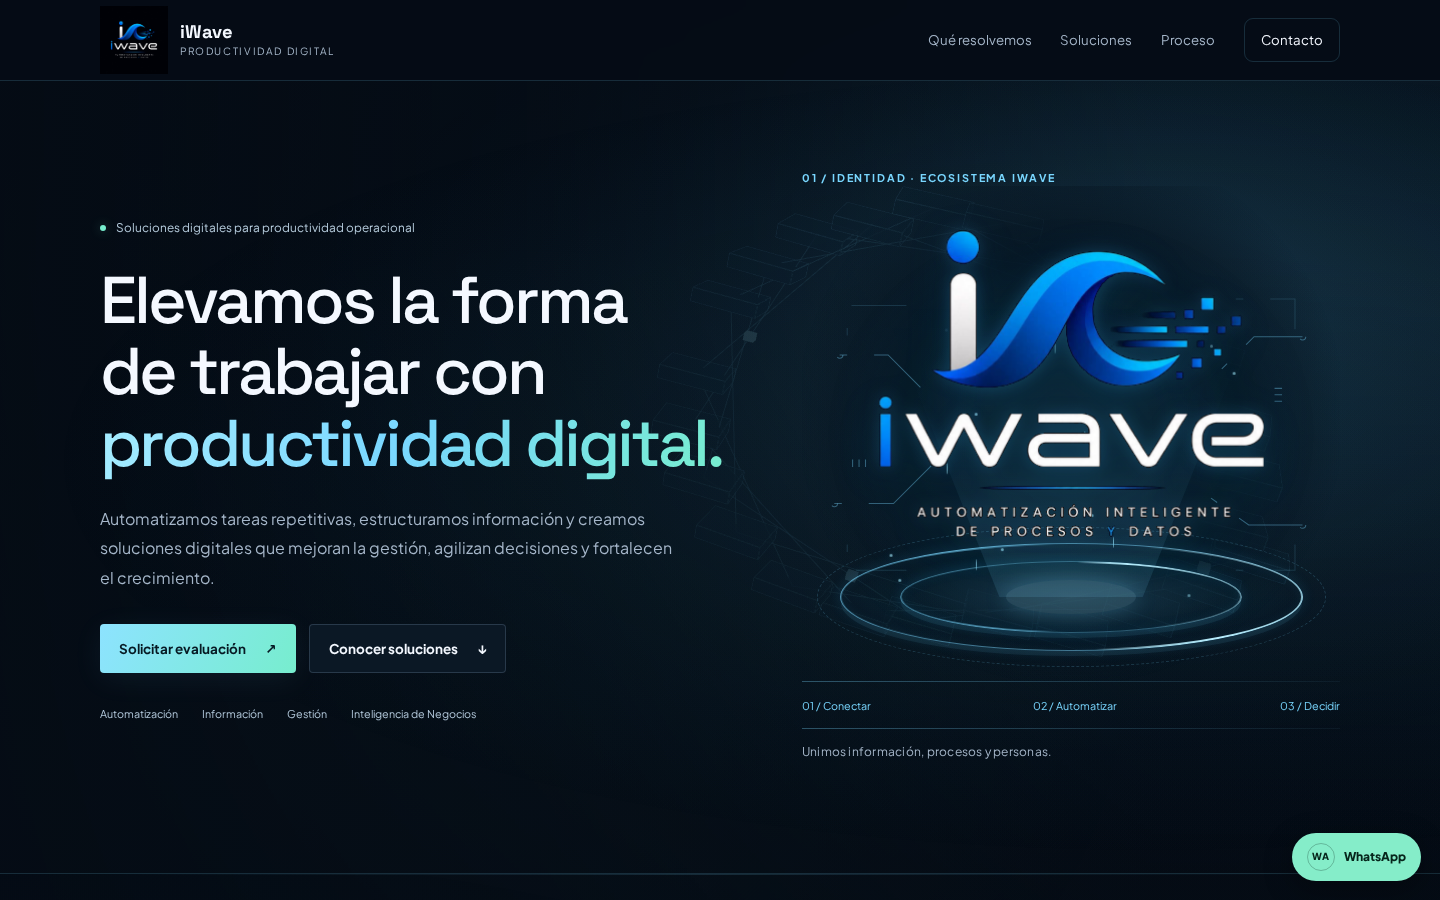 iwave
iWave
PRODUCTIVIDAD DIGITAL
Qué resolvemos
Soluciones
Proceso
Contacto
Soluciones digitales para productividad operacional
Elevamos la forma
de trabajar con
productividad digital.
Automatizamos tareas repetitivas, estructuramos información y creamos
soluciones digitales que mejoran la gestión, agilizan decisiones y fortalecen
el crecimiento.
Solicitar evaluación ↗
Conocer soluciones ↓
Automatización
Información
Gestión
Inteligencia de Negocios
01 / IDENTIDAD · ECOSISTEMA IWAVE
iwave
AUTOMATIZACIÓN INTELIGENTE
DE PROCESOS Y DATOS
01 / Conectar
02 / Automatizar
03 / Decidir
Unimos información, procesos y personas.
WA WhatsApp